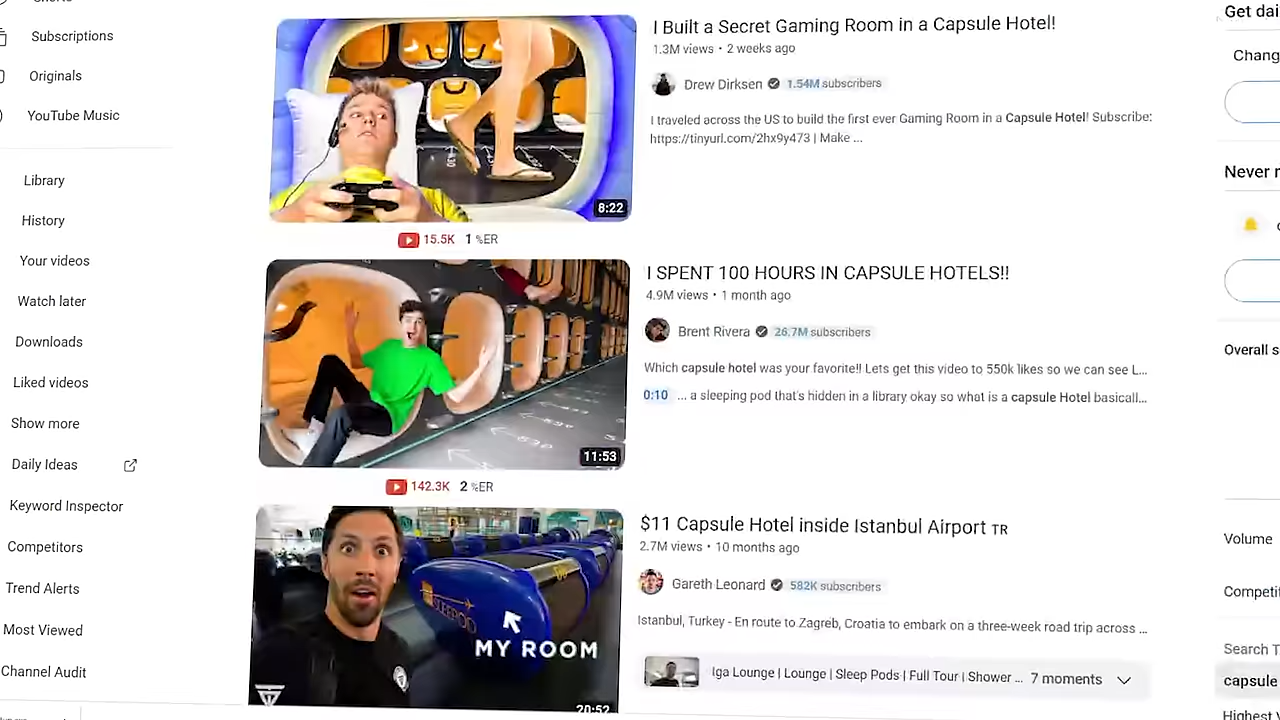 Subscriptions
Originals
YouTube Music
Library
History
Your videos
Watch later
Downloads
Liked videos
Show more
Daily Ideas
Keyword Inspector
Competitors
Trend Alerts
Most Viewed
Channel Audit
8:22
15.5K 1 %ER
I Built a Secret Gaming Room in a Capsule Hotel!
1.3M views • 2 weeks ago
Drew Dirksen 1.54M subscribers
I traveled across the US to build the first ever Gaming Room in a Capsule Hotel! Subscribe:
https://tinyurl.com/2hx9y473 | Make ...
11:53
142.3K 2 %ER
I SPENT 100 HOURS IN CAPSULE HOTELS!!
4.9M views • 1 month ago
Brent Rivera 26.7M subscribers
Which capsule hotel was your favorite!! Lets get this video to 550k likes so we can see L...
0:10 ... a sleeping pod that's hidden in a library okay so what is a capsule Hotel basicall...
MY ROOM
20:52
$11 Capsule Hotel inside Istanbul Airport TR
2.7M views • 10 months ago
Gareth Leonard 582K subscribers
Istanbul, Turkey - En route to Zagreb, Croatia to embark on a three-week road trip across ...
Iga Lounge | Lounge | Sleep Pods | Full Tour | Shower ... 7 moments
Get dai
Chang
Never
Overall s
Volume
Competi
Search T
capsule